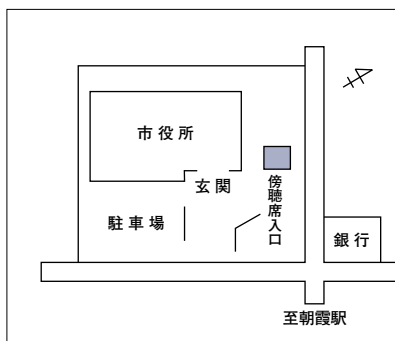 市役所
玄関
傍聴席入口
駐車場
銀行
至朝霞駅